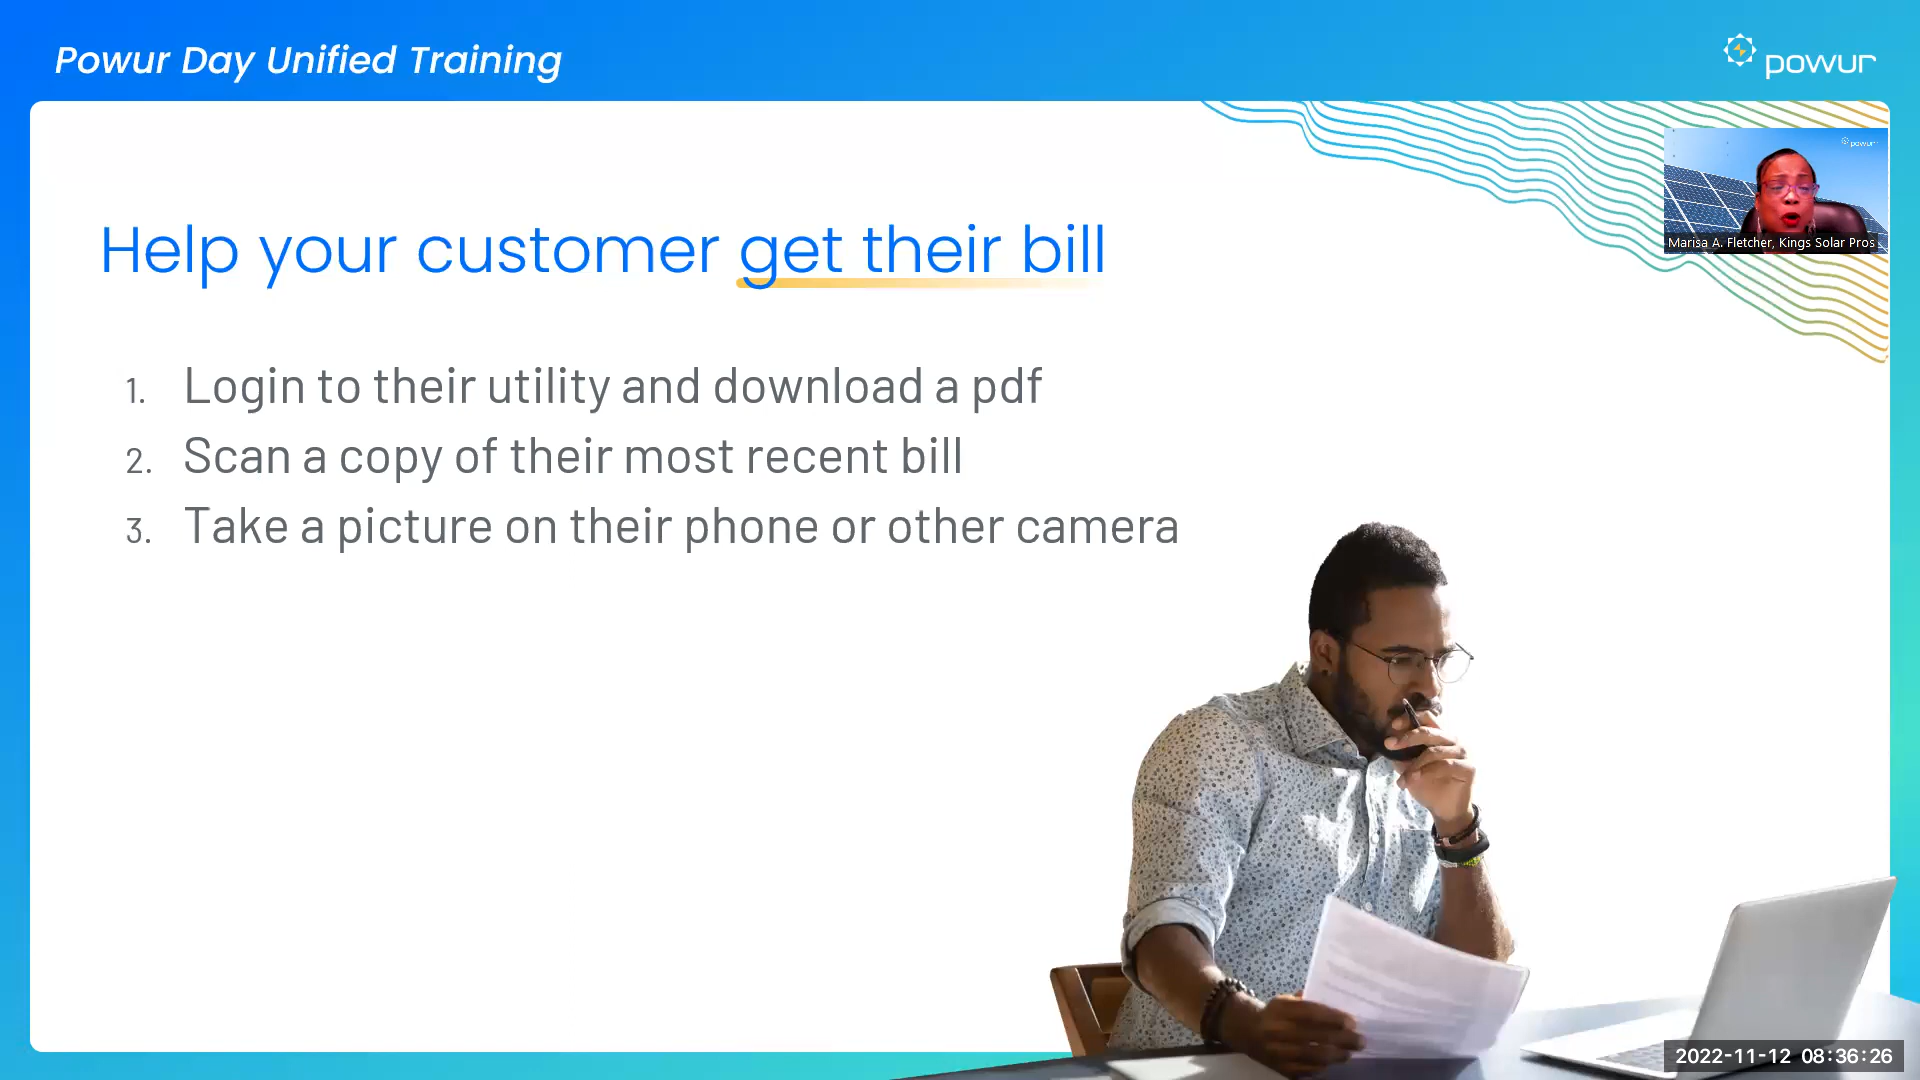 Powur Day Unified Training
powur
powur
Marisa A. Fletcher, Kings Solar Pros
Help your customer get their bill
1. Login to their utility and download a pdf
2. Scan a copy of their most recent bill
3. Take a picture on their phone or other camera
2022-11-12 08:36:26